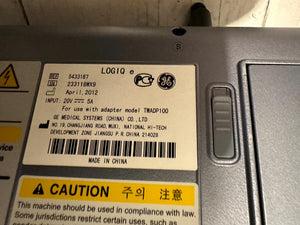 LOGIQ e
REF 5433187
SN 233118WX9
April, 2012
INPUT: 20V 5A
For use with adapter model TWADP100
GE MEDICAL SYSTEMS (CHINA) CO., LTD
NO. 19, CHANGJIANG ROAD, WUXI, NATIONAL HI-TECH
DEVELOPMENT ZONE JIANGSU P.R. CHINA 214028
MADE IN CHINA
CAUTION 주의 注意
This machine should be used in compliance with law.
Some jurisdictions restrict certain uses, such as